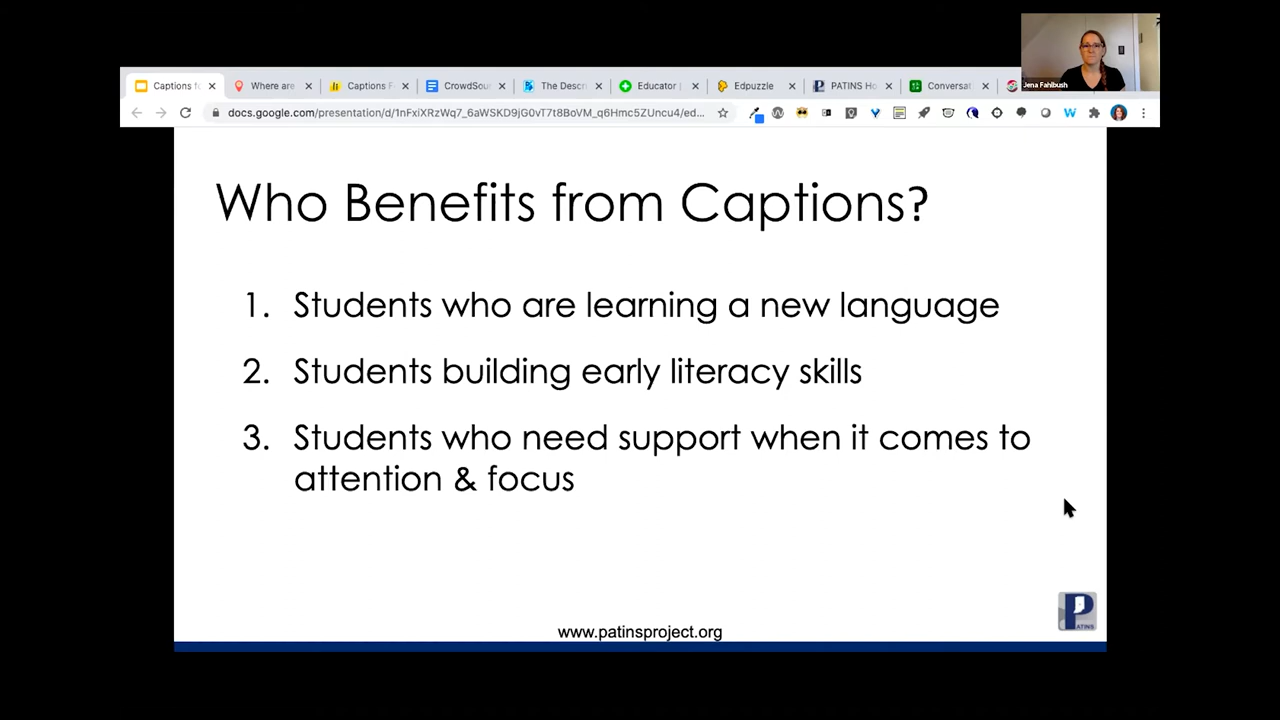 Captions fo
Where are
Captions F
CrowdSou
The Descri
Educator
Edpuzzle
PATINS Ho
Conversat
Jena Fahlbush
docs.google.com/presentation/d/1nFxiXRzWq7_6aWSKD9jG0vT7t8BoVM_q6Hmc5ZUncu4/ed...
Who Benefits from Captions?
1. Students who are learning a new language
2. Students building early literacy skills
3. Students who need support when it comes to
attention & focus
PATINS
www.patinsproject.org